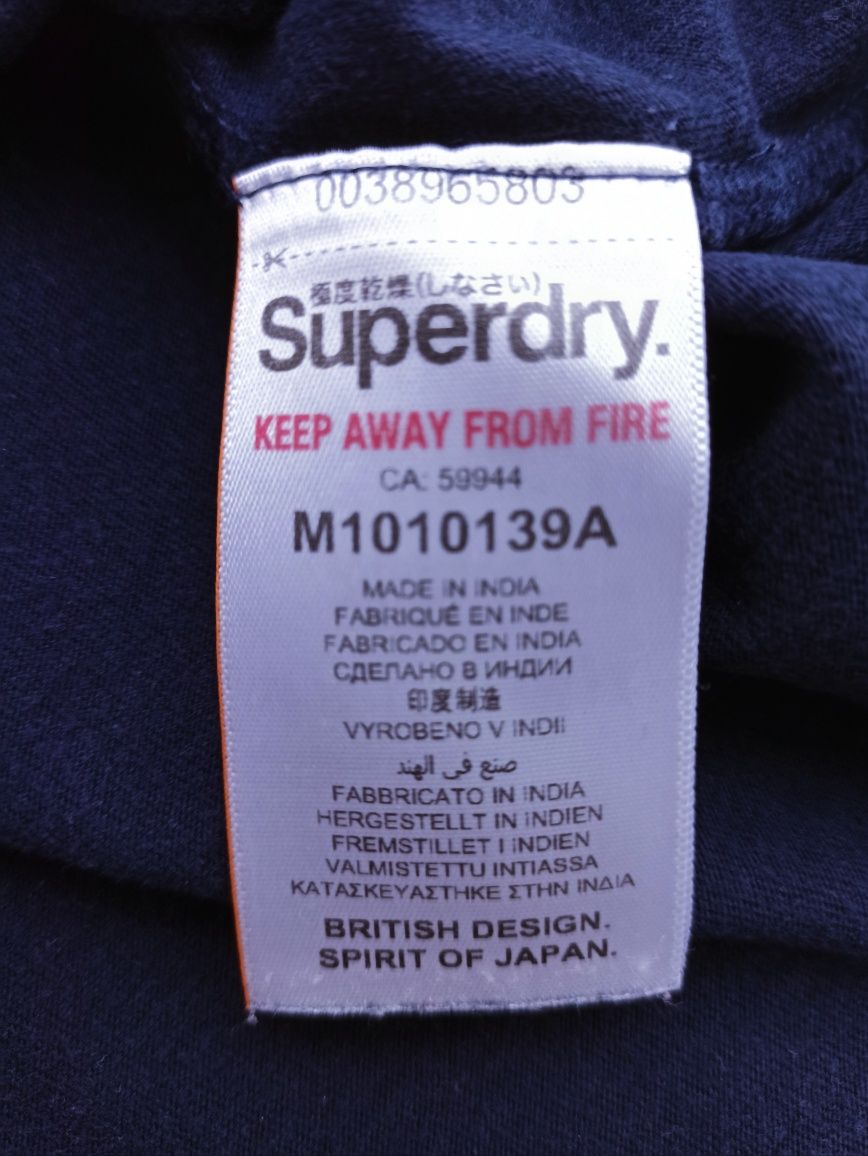 0038965803
極度乾燥(しなさい)
Superdry.
KEEP AWAY FROM FIRE
CA: 59944
M1010139A
MADE IN INDIA
FABRIQUÉ EN INDE
FABRICADO EN INDIA
СДЕЛАНО В ИНДИИ
印度制造
VYROBENO V INDII
صنع في الهند
FABBRICATO IN INDIA
HERGESTELLT IN INDIEN
FREMSTILLET I INDIEN
VALMISTETTU INTIASSA
ΚΑΤΑΣΚΕΥΑΣΤΗΚΕ ΣΤΗΝ ΙΝΔΙΑ
BRITISH DESIGN.
SPIRIT OF JAPAN.